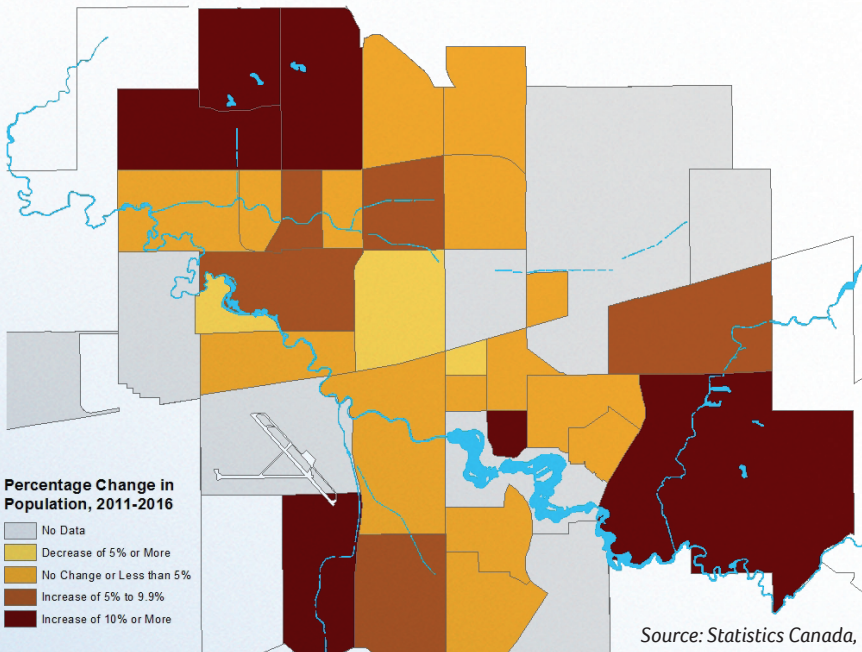 Percentage Change in
Population, 2011-2016
No Data
Decrease of 5% or More
No Change or Less than 5%
Increase of 5% to 9.9%
Increase of 10% or More
Source: Statistics Canada,